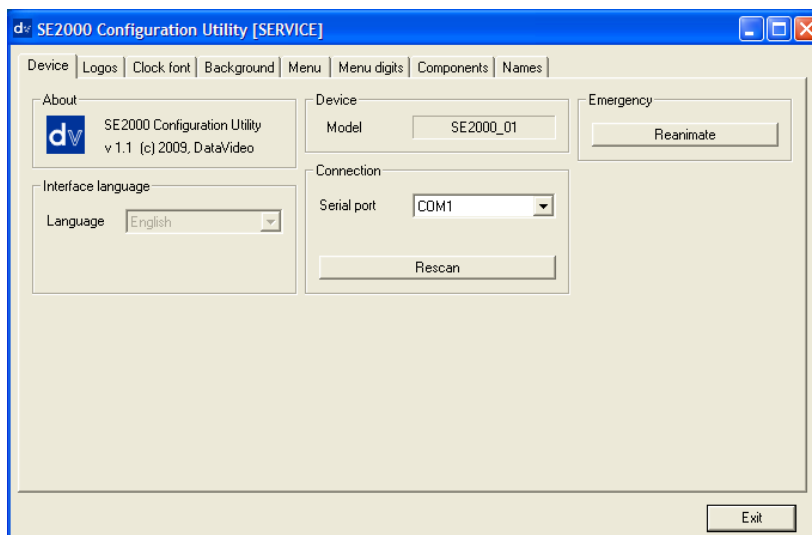 dv SE2000 Configuration Utility [SERVICE]
Device Logos Clock font Background Menu Menu digits Components Names
About
dv
SE2000 Configuration Utility
v 1.1 (c) 2009, DataVideo
Interface language
Language English
Device
Model SE2000_01
Connection
Serial port COM1
Rescan
Emergency
Reanimate
Exit